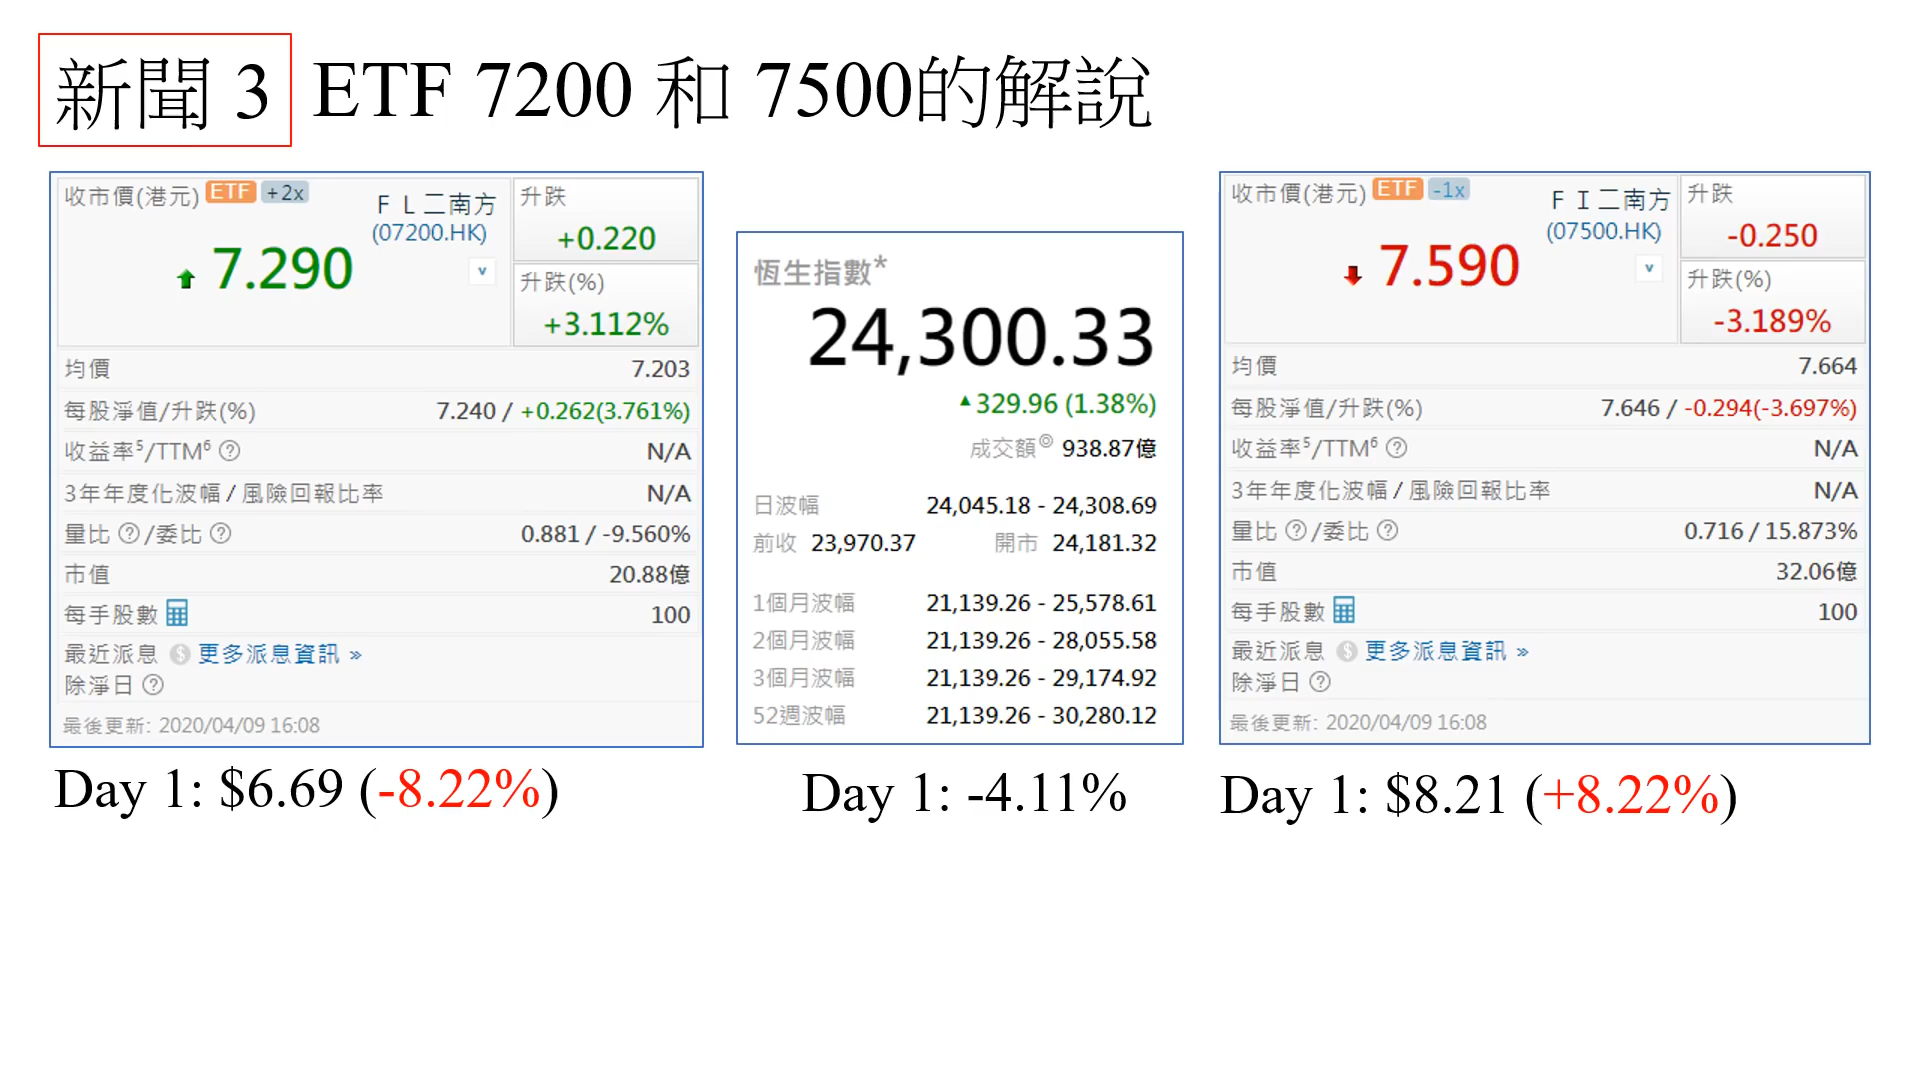 新聞 3 ETF 7200 和 7500的解說
收市價(港元) ETF +2x
ＦＬ二南方
(07200.HK)
7.290
v
升跌
+0.220
升跌(%)
+3.112%
均價 7.203
每股淨值/升跌(%) 7.240 / +0.262(3.761%)
收益率5/TTM6 ? N/A
3年年度化波幅 / 風險回報比率 N/A
量比 ? /委比 ? 0.881 / -9.560%
市值 20.88億
每手股數 100
最近派息 $ 更多派息資訊 »
除淨日 ?
最後更新: 2020/04/09 16:08
Day 1: $6.69 (-8.22%)
恆生指數*
24,300.33
▲329.96 (1.38%)
成交額◎ 938.87億
日波幅 24,045.18 - 24,308.69
前收 23,970.37 開市 24,181.32
1個月波幅 21,139.26 - 25,578.61
2個月波幅 21,139.26 - 28,055.58
3個月波幅 21,139.26 - 29,174.92
52週波幅 21,139.26 - 30,280.12
Day 1: -4.11%
收市價(港元) ETF -1x
ＦＩ二南方
(07500.HK)
7.590
v
升跌
-0.250
升跌(%)
-3.189%
均價 7.664
每股淨值/升跌(%) 7.646 / -0.294(-3.697%)
收益率5/TTM6 ? N/A
3年年度化波幅 / 風險回報比率 N/A
量比 ? /委比 ? 0.716 / 15.873%
市值 32.06億
每手股數 100
最近派息 $ 更多派息資訊 »
除淨日 ?
最後更新: 2020/04/09 16:08
Day 1: $8.21 (+8.22%)